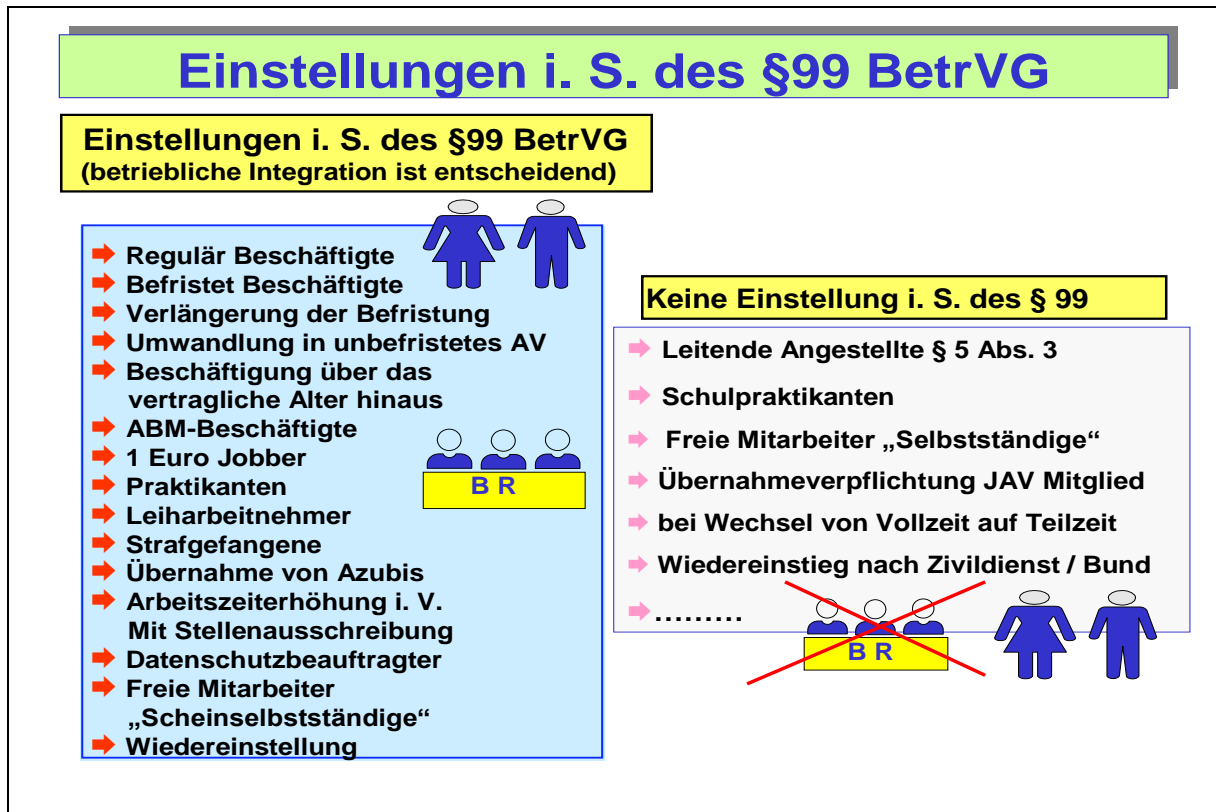 Einstellungen i. S. des §99 BetrVG
Einstellungen i. S. des §99 BetrVG
(betriebliche Integration ist entscheidend)
Regulär Beschäftigte
Befristet Beschäftigte
Verlängerung der Befristung
Umwandlung in unbefristetes AV
Beschäftigung über das
vertragliche Alter hinaus
ABM-Beschäftigte
1 Euro Jobber
Praktikanten
Leiharbeitnehmer
Strafgefangene
Übernahme von Azubis
Arbeitszeiterhöhung i. V.
Mit Stellenausschreibung
Datenschutzbeauftragter
Freie Mitarbeiter
„Scheinselbstständige“
Wiedereinstellung
B R
Keine Einstellung i. S. des § 99
Leitende Angestellte § 5 Abs. 3
Schulpraktikanten
Freie Mitarbeiter „Selbstständige“
Übernahmeverpflichtung JAV Mitglied
bei Wechsel von Vollzeit auf Teilzeit
Wiedereinstieg nach Zivildienst / Bund
.........
B R